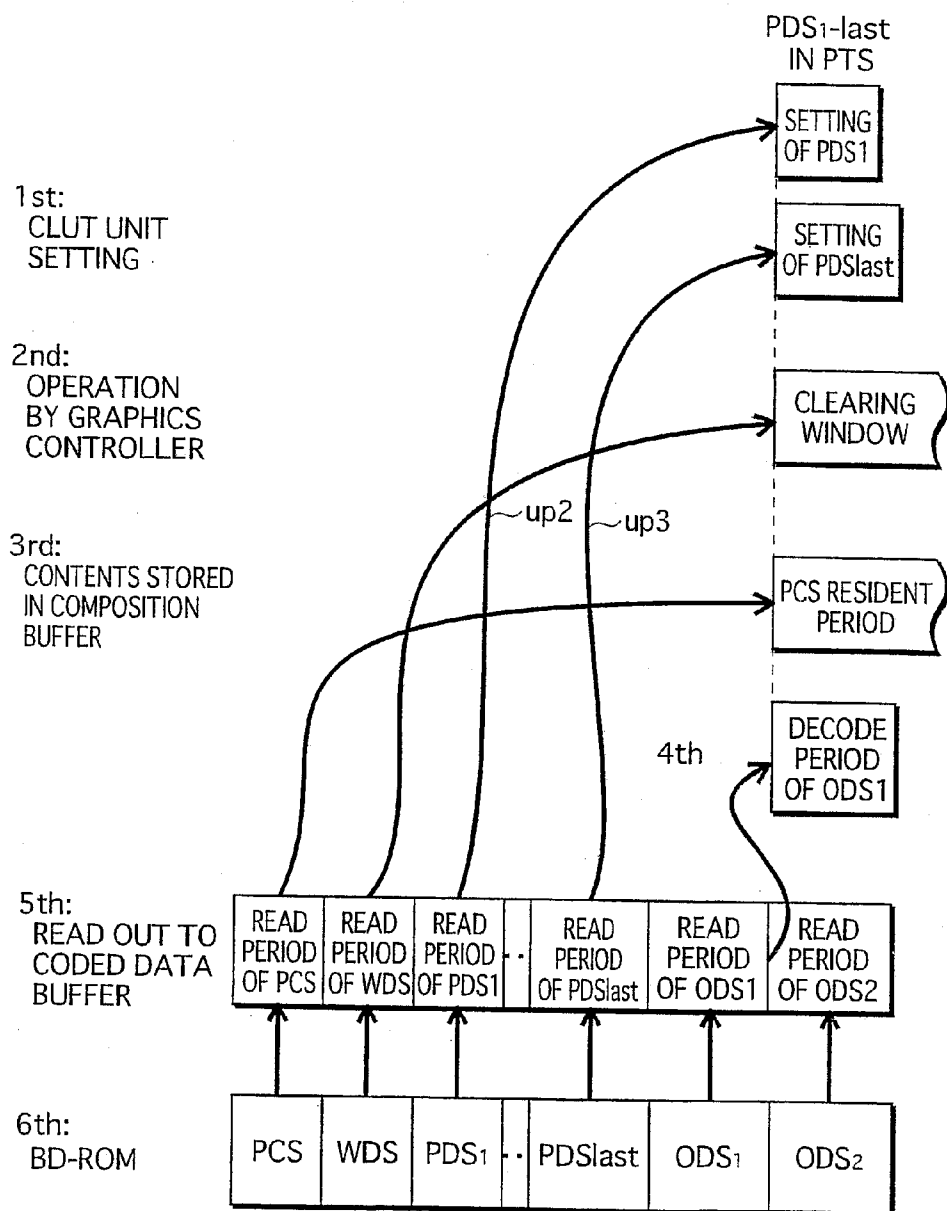 PDS1-last
IN PTS
SETTING
OF PDS1
1st:
CLUT UNIT
SETTING
SETTING
OF PDSlast
2nd:
OPERATION
BY GRAPHICS
CONTROLLER
CLEARING
WINDOW
up2
up3
3rd:
CONTENTS STORED
IN COMPOSITION
BUFFER
PCS RESIDENT
PERIOD
4th
DECODE
PERIOD
OF ODS1
5th:
READ OUT TO
CODED DATA
BUFFER
READ
PERIOD
OF PCS
READ
PERIOD
OF WDS
READ
PERIOD
OF PDS1
··
READ
PERIOD
OF PDSlast
READ
PERIOD
OF ODS1
READ
PERIOD
OF ODS2
6th:
BD-ROM
PCS
WDS
PDS1
··
PDSlast
ODS1
ODS2